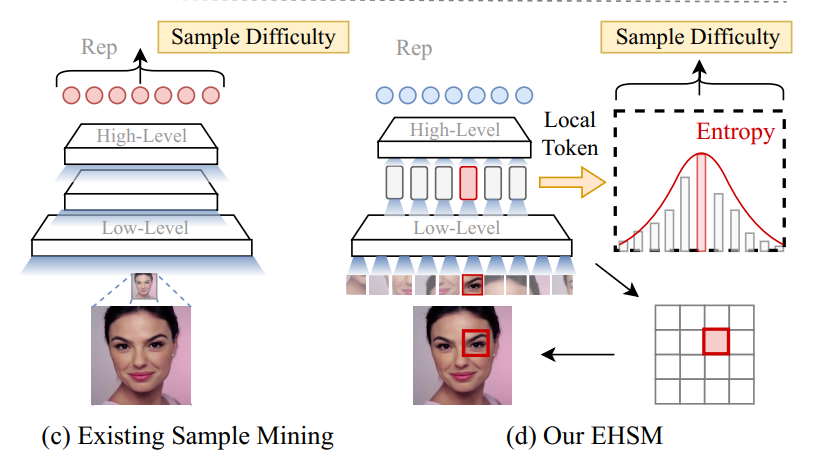 Rep
Sample Difficulty
High-Level
Low-Level
(c) Existing Sample Mining
Rep
Sample Difficulty
High-Level
Local
Token
Entropy
Low-Level
(d) Our EHSM